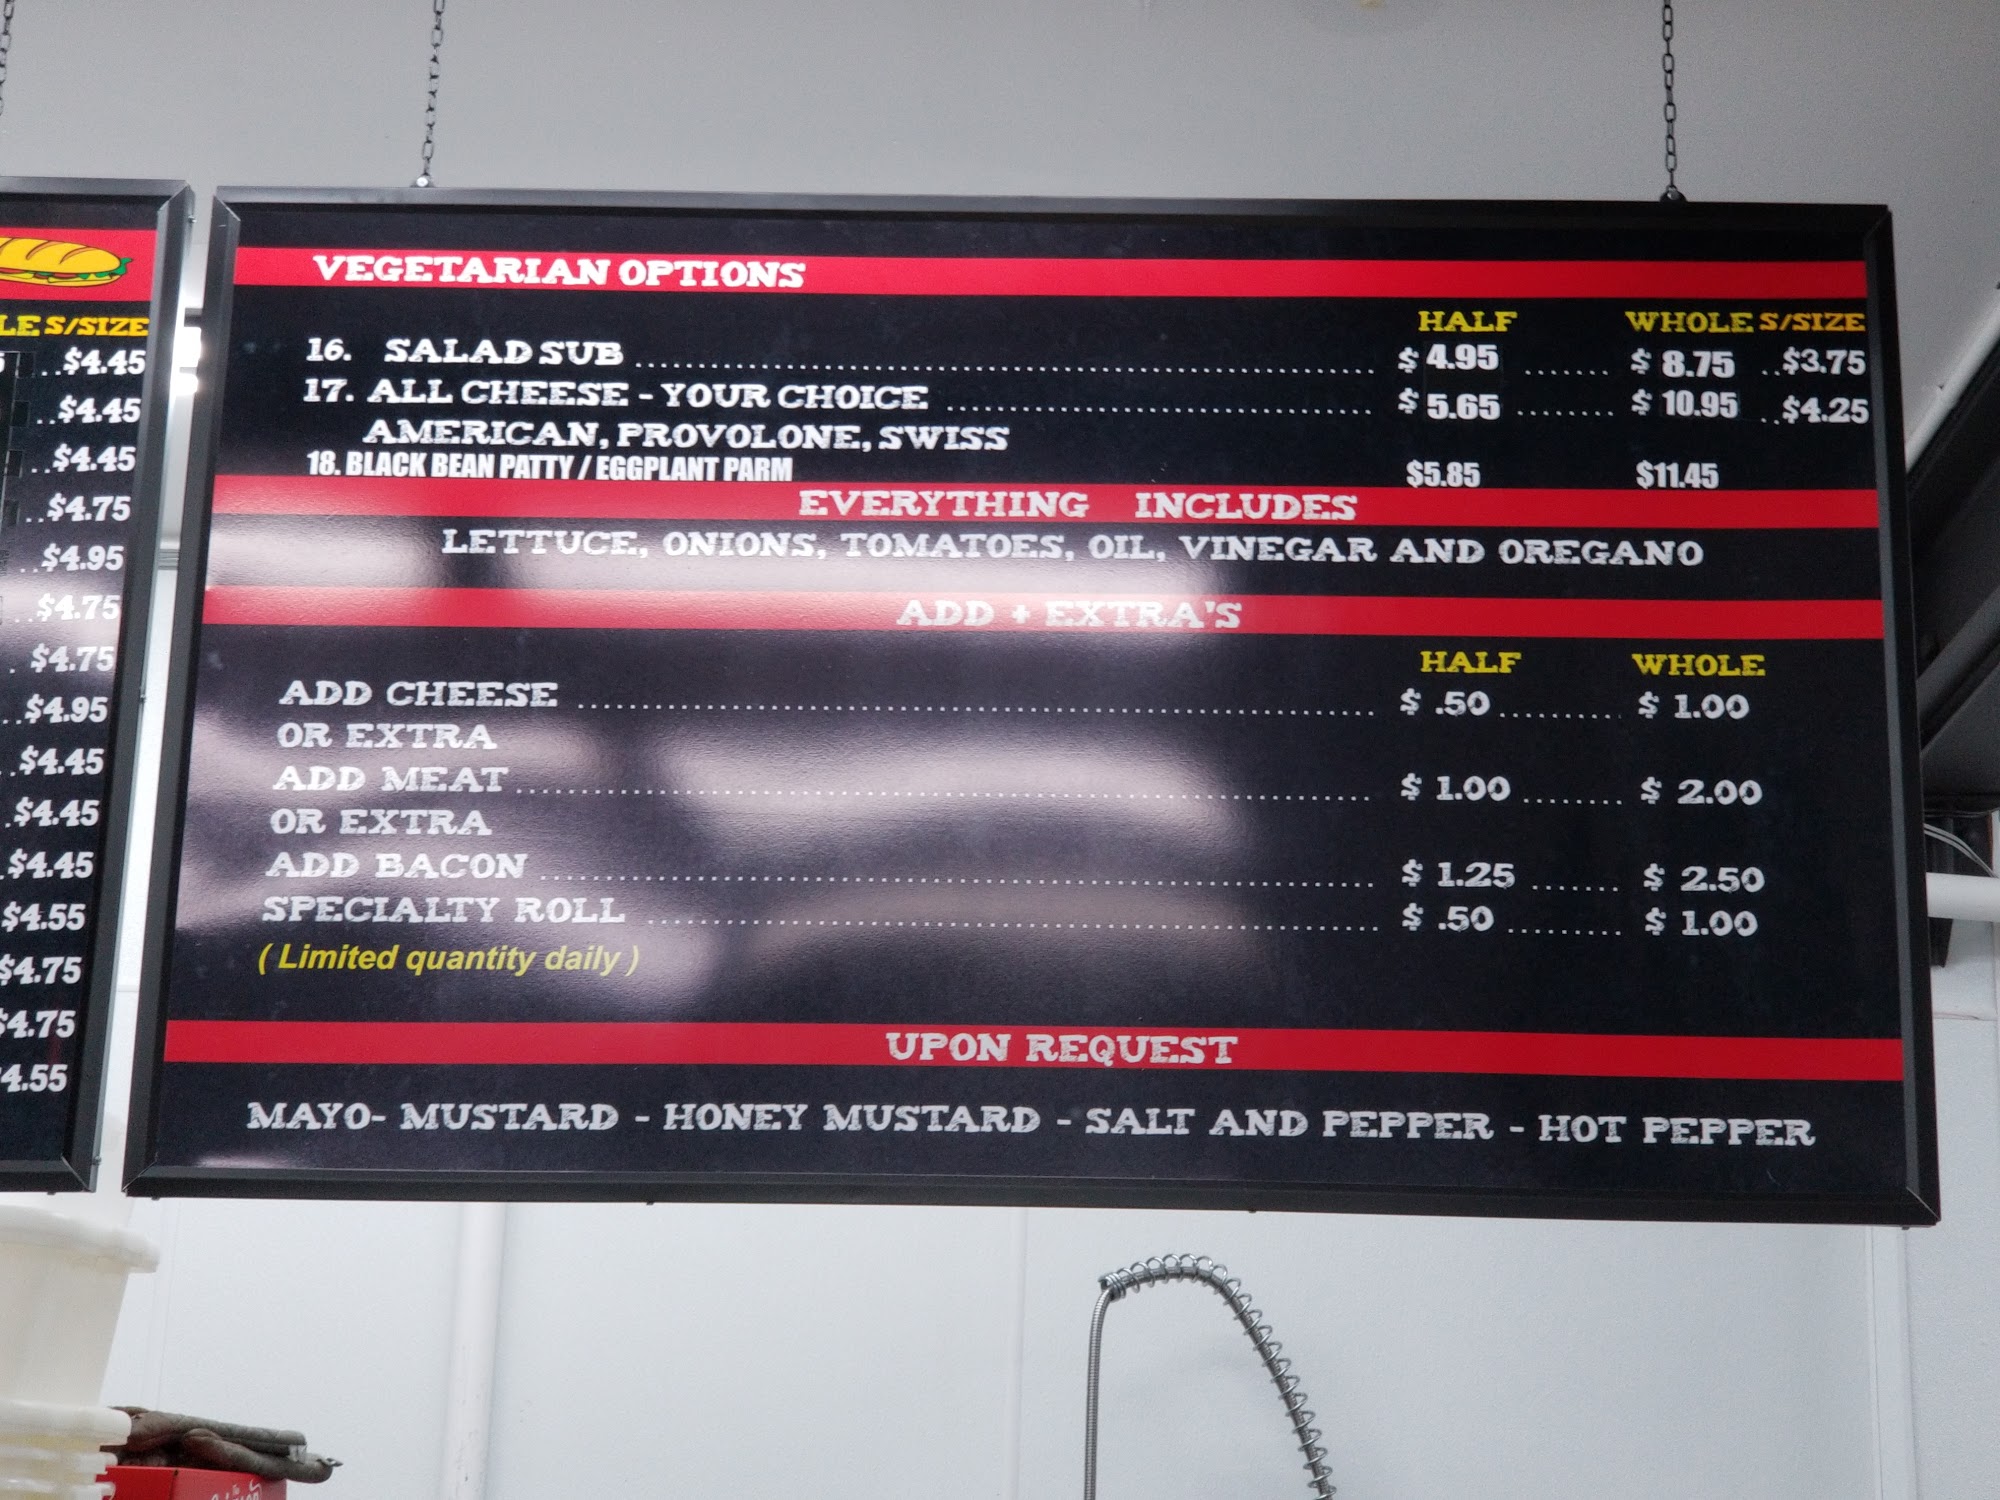 LE S/SIZE
$4.45
..$4.45
..$4.45
..$4.75
..$4.95
..$4.75
. $4.75
..$4.95
.$4.45
.$4.45
.$4.45
$4.55
$4.75
$4.75
4.55
VEGETARIAN OPTIONS
HALF WHOLE S/SIZE
16. SALAD SUB $ 4.95 $ 8.75 ..$3.75
17. ALL CHEESE - YOUR CHOICE $ 5.65 $ 10.95 ..$4.25
AMERICAN, PROVOLONE, SWISS
18. BLACK BEAN PATTY / EGGPLANT PARM $5.85 $11.45
EVERYTHING INCLUDES
LETTUCE, ONIONS, TOMATOES, OIL, VINEGAR AND OREGANO
ADD + EXTRA'S
HALF WHOLE
ADD CHEESE $ .50 $ 1.00
OR EXTRA
ADD MEAT $ 1.00 $ 2.00
OR EXTRA
ADD BACON $ 1.25 $ 2.50
SPECIALTY ROLL $ .50 $ 1.00
( Limited quantity daily )
UPON REQUEST
MAYO- MUSTARD - HONEY MUSTARD - SALT AND PEPPER - HOT PEPPER